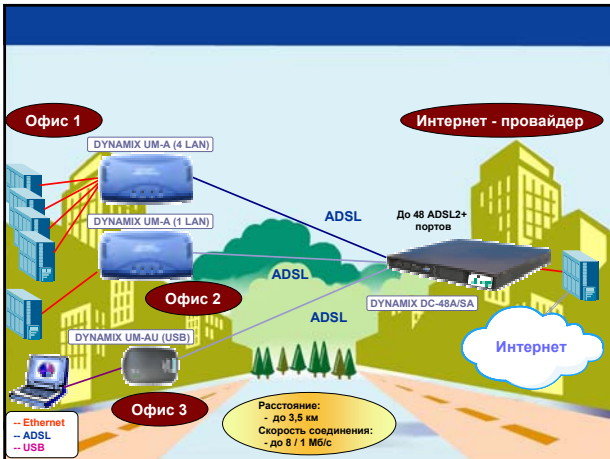 Офис 1
Интернет - провайдер
DYNAMIX UM-A (4 LAN)
ADSL
До 48 ADSL2+
портов
DYNAMIX UM-A (1 LAN)
ADSL
Офис 2
DYNAMIX DC-48A/SA
ADSL
DYNAMIX UM-AU (USB)
Интернет
Офис 3
Расстояние:
- до 3,5 км
Скорость соединения:
- до 8 / 1 Мб/с
-- Ethernet
-- ADSL
-- USB